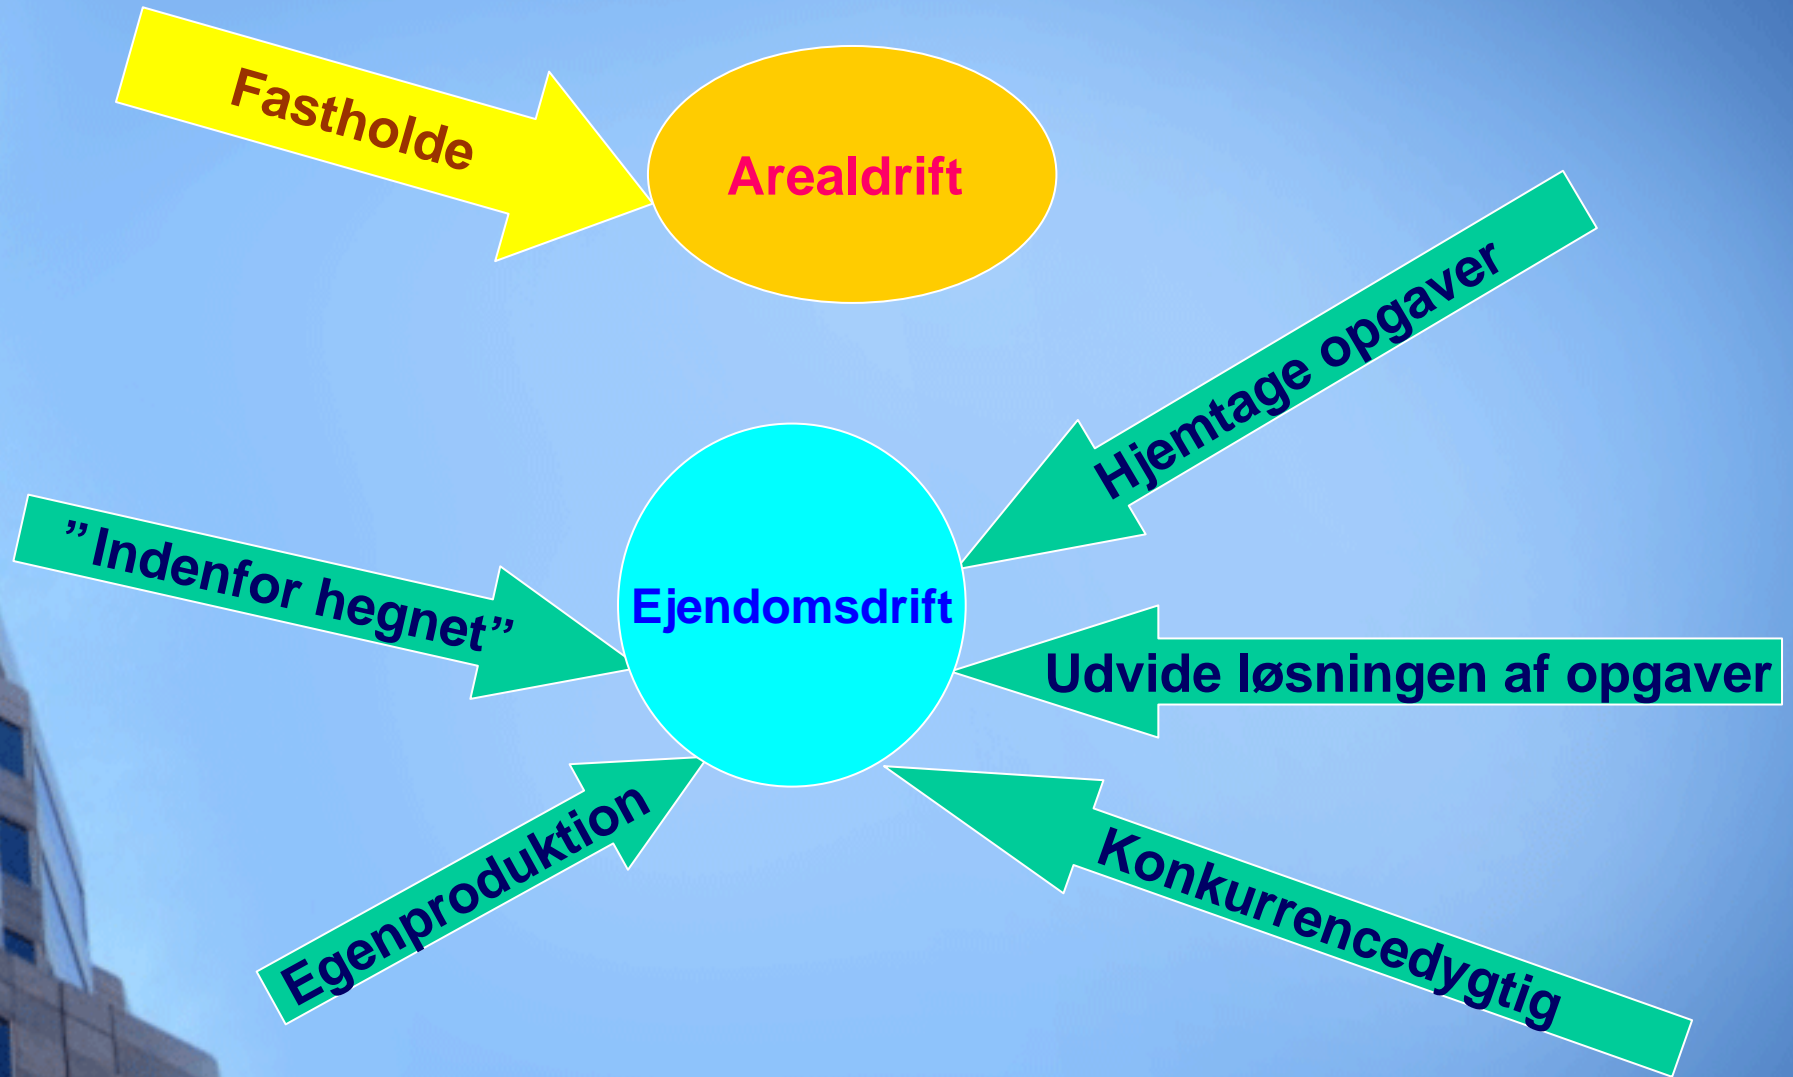 Fastholde
Arealdrift
Hjemtage opgaver
”Indenfor hegnet”
Ejendomsdrift
Udvide løsningen af opgaver
Egenproduktion
Konkurrencedygtig